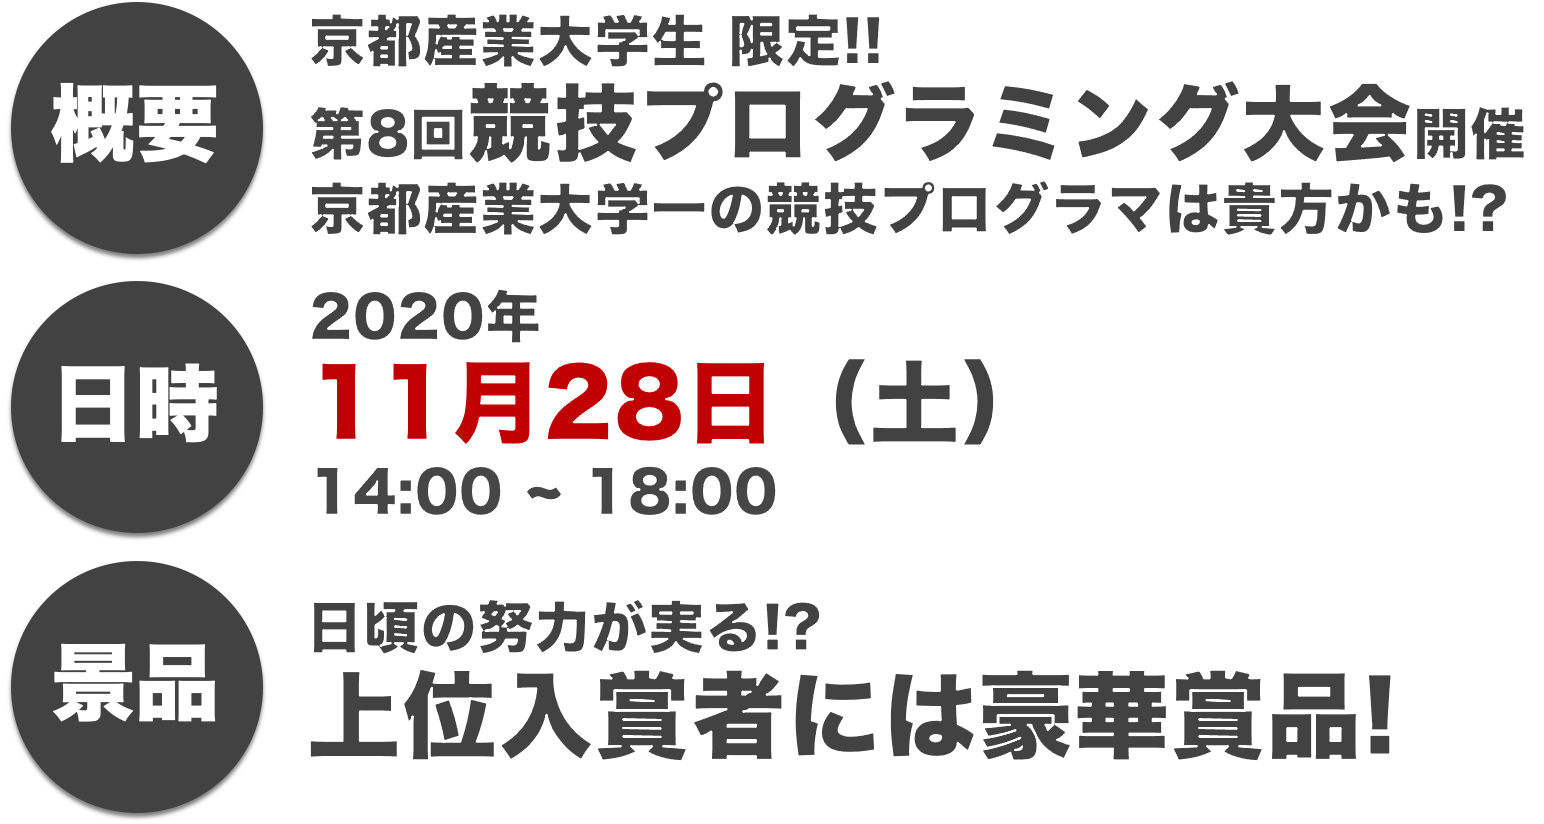 概要
京都産業大学生 限定!!
第8回競技プログラミング大会開催
京都産業大学一の競技プログラマは貴方かも!?
日時
2020年
11月28日（土）
14:00 ~ 18:00
景品
日頃の努力が実る!?
上位入賞者には豪華賞品!